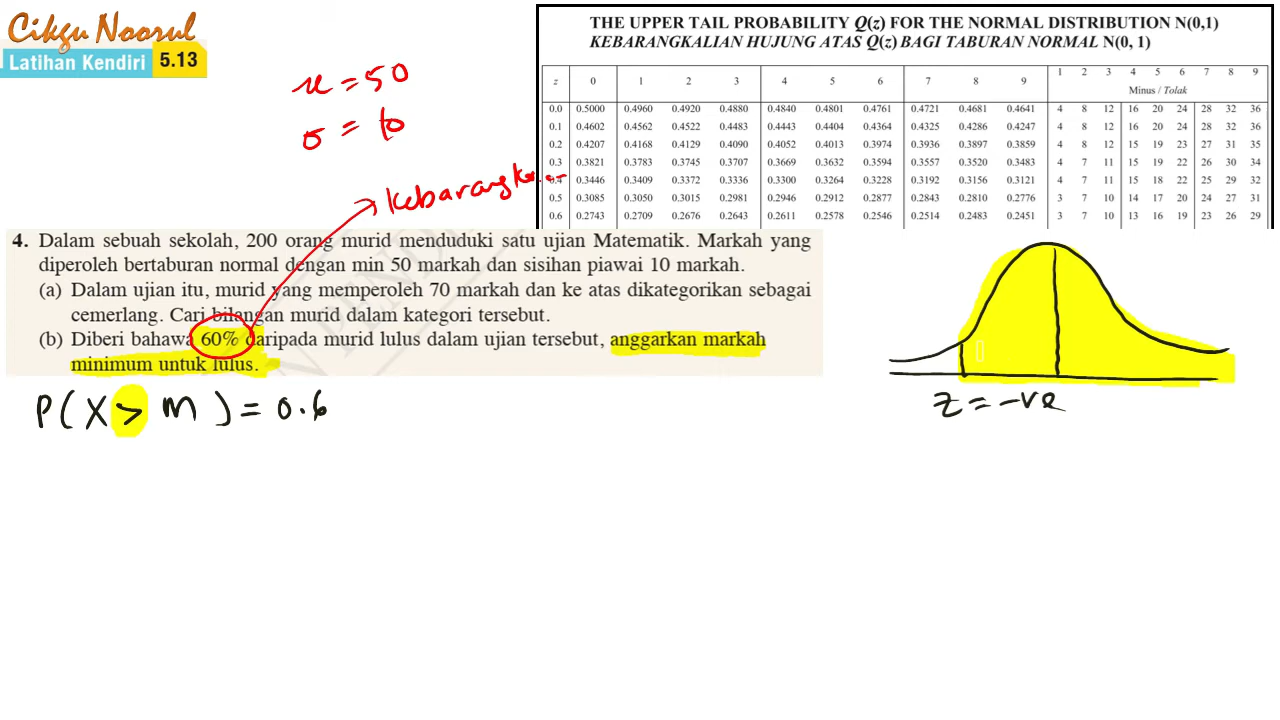 Cikgu Noorul
Latihan Kendiri 5.13
μ = 50
σ = 10
Kebarangka...
THE UPPER TAIL PROBABILITY Q(z) FOR THE NORMAL DISTRIBUTION N(0,1)
KEBARANGKALIAN HUJUNG ATAS Q(z) BAGI TABURAN NORMAL N(0, 1)
z 0 1 2 3 4 5 6 7 8 9 1 2 3 4 5 6 7 8 9
Minus / Tolak
0.0 0.5000 0.4960 0.4920 0.4880 0.4840 0.4801 0.4761 0.4721 0.4681 0.4641 4 8 12 16 20 24 28 32 36
0.1 0.4602 0.4562 0.4522 0.4483 0.4443 0.4404 0.4364 0.4325 0.4286 0.4247 4 8 12 16 20 24 28 32 36
0.2 0.4207 0.4168 0.4129 0.4090 0.4052 0.4013 0.3974 0.3936 0.3897 0.3859 4 8 12 15 19 23 27 31 35
0.3 0.3821 0.3783 0.3745 0.3707 0.3669 0.3632 0.3594 0.3557 0.3520 0.3483 4 7 11 15 19 22 26 30 34
0.4 0.3446 0.3409 0.3372 0.3336 0.3300 0.3264 0.3228 0.3192 0.3156 0.3121 4 7 11 15 18 22 25 29 32
0.5 0.3085 0.3050 0.3015 0.2981 0.2946 0.2912 0.2877 0.2843 0.2810 0.2776 3 7 10 14 17 20 24 27 31
0.6 0.2743 0.2709 0.2676 0.2643 0.2611 0.2578 0.2546 0.2514 0.2483 0.2451 3 7 10 13 16 19 23 26 29
4. Dalam sebuah sekolah, 200 orang murid menduduki satu ujian Matematik. Markah yang
diperoleh bertaburan normal dengan min 50 markah dan sisihan piawai 10 markah.
(a) Dalam ujian itu, murid yang memperoleh 70 markah dan ke atas dikategorikan sebagai
cemerlang. Cari bilangan murid dalam kategori tersebut.
(b) Diberi bahawa 60% daripada murid lulus dalam ujian tersebut, anggarkan markah
minimum untuk lulus.
P(X > m) = 0.6
z = -ve